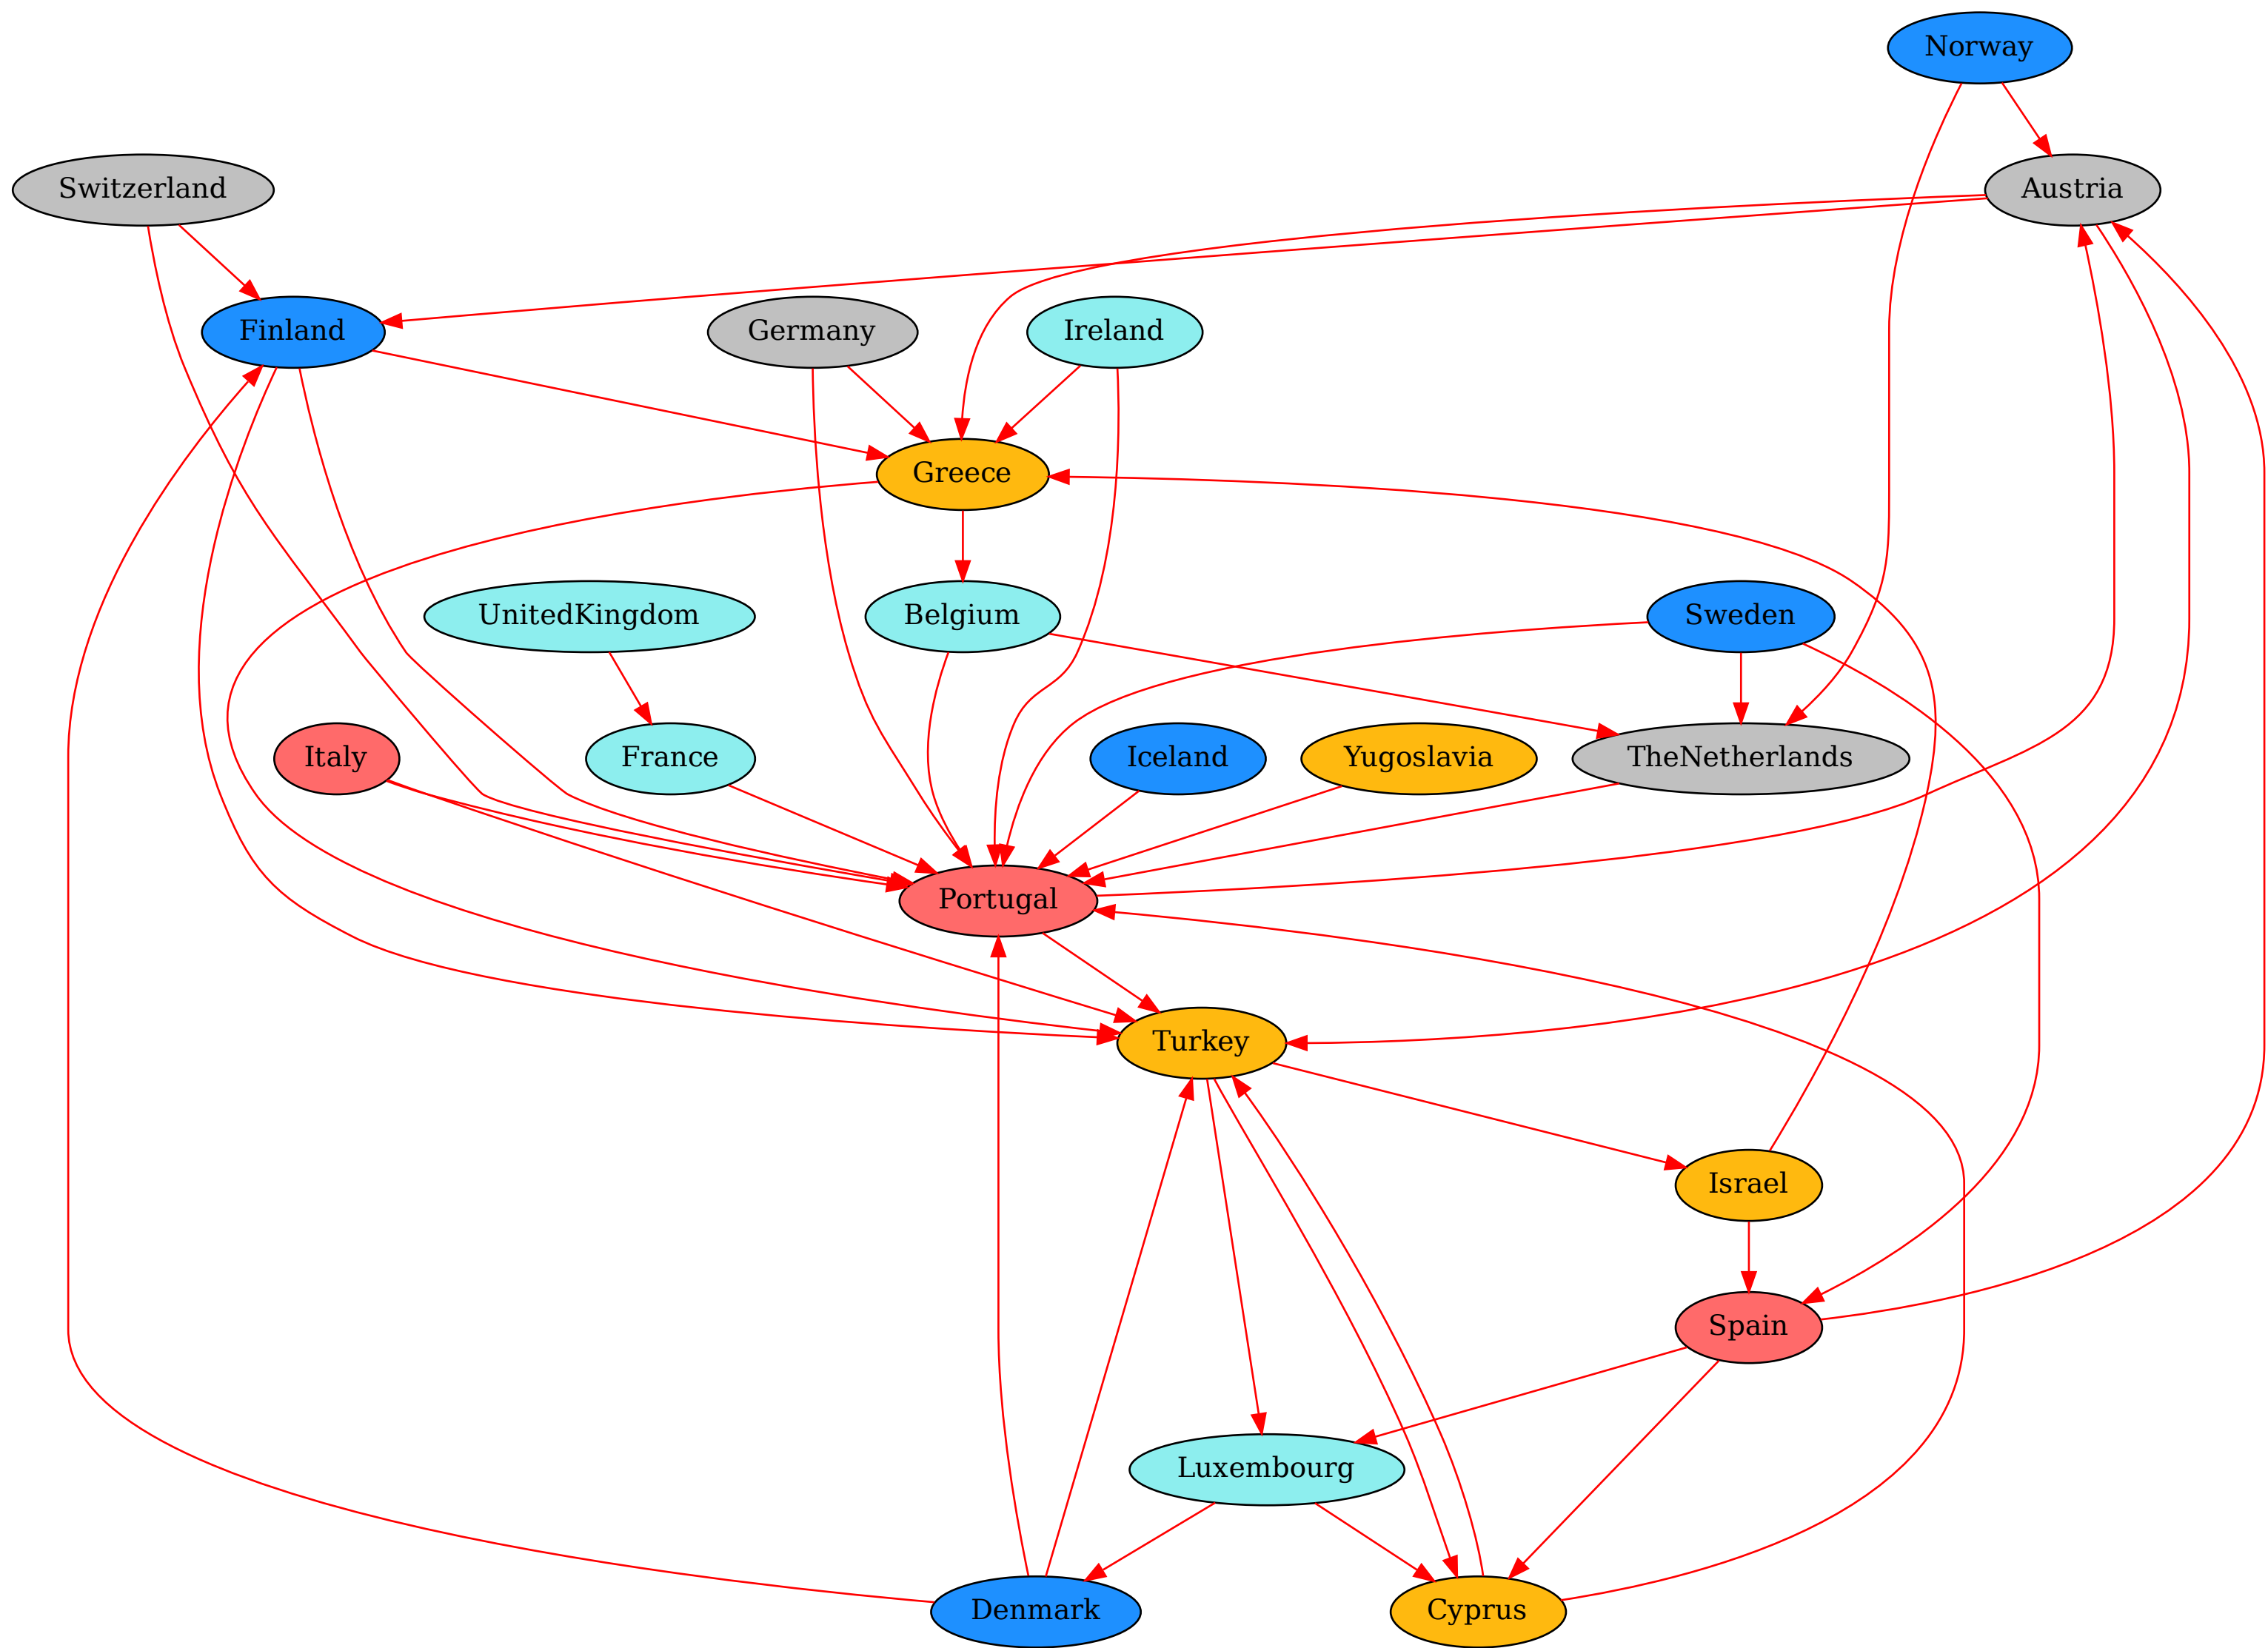 Norway
Switzerland
Austria
Finland
Germany
Ireland
Greece
UnitedKingdom
Belgium
Sweden
Italy
France
Iceland
Yugoslavia
TheNetherlands
Portugal
Turkey
Israel
Spain
Luxembourg
Denmark
Cyprus